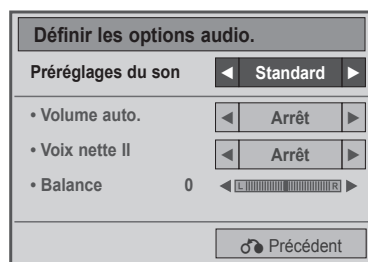 Définir les options audio.
Préréglages du son ◀ Standard ▶
• Volume auto. ◀ Arrêt ▶
• Voix nette II ◀ Arrêt ▶
• Balance 0 ◀ L R ▶
Précédent